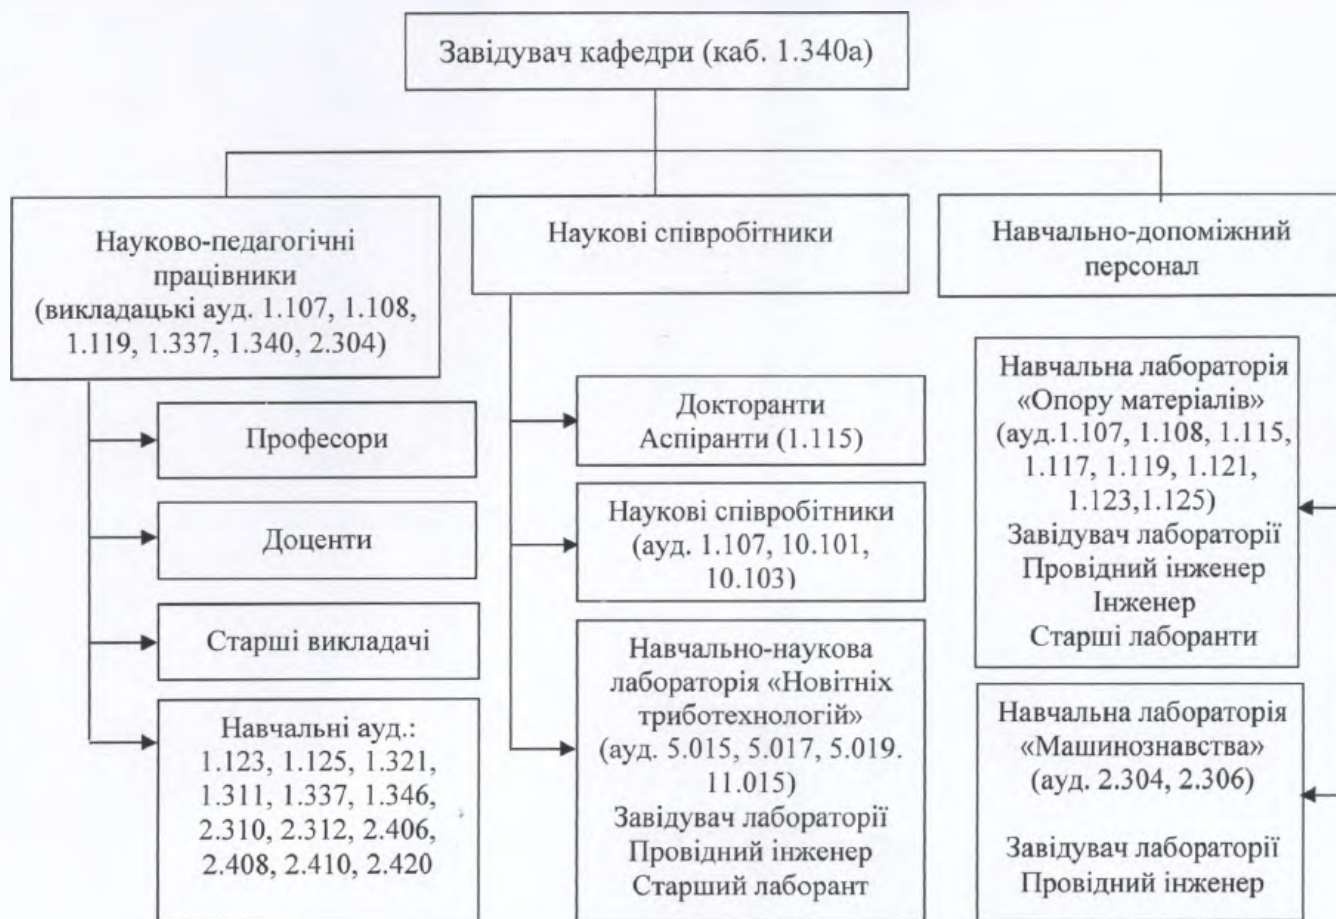 Завідувач кафедри (каб. 1.340а)
Науково-педагогічні
працівники
(викладацькі ауд. 1.107, 1.108,
1.119, 1.337, 1.340, 2.304)
Професори
Доценти
Старші викладачі
Навчальні ауд.:
1.123, 1.125, 1.321,
1.311, 1.337, 1.346,
2.310, 2.312, 2.406,
2.408, 2.410, 2.420
Наукові співробітники
Докторанти
Аспіранти (1.115)
Наукові співробітники
(ауд. 1.107, 10.101,
10.103)
Навчально-наукова
лабораторія «Новітніх
триботехнологій»
(ауд. 5.015, 5.017, 5.019.
11.015)
Завідувач лабораторії
Провідний інженер
Старший лаборант
Навчально-допоміжний
персонал
Навчальна лабораторія
«Опору матеріалів»
(ауд.1.107, 1.108, 1.115,
1.117, 1.119, 1.121,
1.123,1.125)
Завідувач лабораторії
Провідний інженер
Інженер
Старші лаборанти
Навчальна лабораторія
«Машинознавства»
(ауд. 2.304, 2.306)
Завідувач лабораторії
Провідний інженер